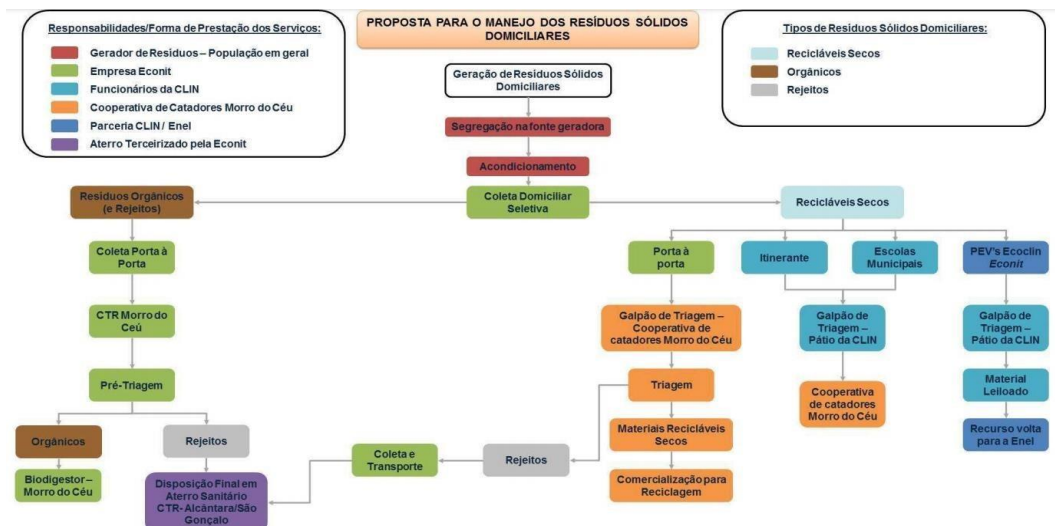 Responsabilidades/Forma de Prestação dos Serviços:
Gerador de Resíduos – População em geral
Empresa Econit
Funcionários da CLIN
Cooperativa de Catadores Morro do Céu
Parceria CLIN / Enel
Aterro Terceirizado pela Econit
PROPOSTA PARA O MANEJO DOS RESÍDUOS SÓLIDOS
DOMICILIARES
Tipos de Resíduos Sólidos Domiciliares:
Recicláveis Secos
Orgânicos
Rejeitos
Geração de Resíduos Sólidos
Domiciliares
Segregação na fonte geradora
Acondicionamento
Coleta Domiciliar
Seletiva
Resíduos Orgânicos
(e Rejeitos)
Recicláveis Secos
Coleta Porta à
Porta
Porta à
porta
Itinerante
Escolas
Municipais
PEV's Ecoclin
Econit
CTR Morro do
Ceú
Galpão de Triagem –
Cooperativa de
catadores Morro do Céu
Galpão de
Triagem –
Pátio da CLIN
Galpão de
Triagem –
Pátio da CLIN
Pré-Triagem
Triagem
Cooperativa
de catadores
Morro do Céu
Material
Leiloado
Orgânicos
Rejeitos
Materiais Recicláveis
Secos
Recurso volta
para a Enel
Biodigestor –
Morro do Céu
Disposição Final em
Aterro Sanitário
CTR- Alcântara/São
Gonçalo
Coleta e
Transporte
Rejeitos
Comercialização para
Reciclagem